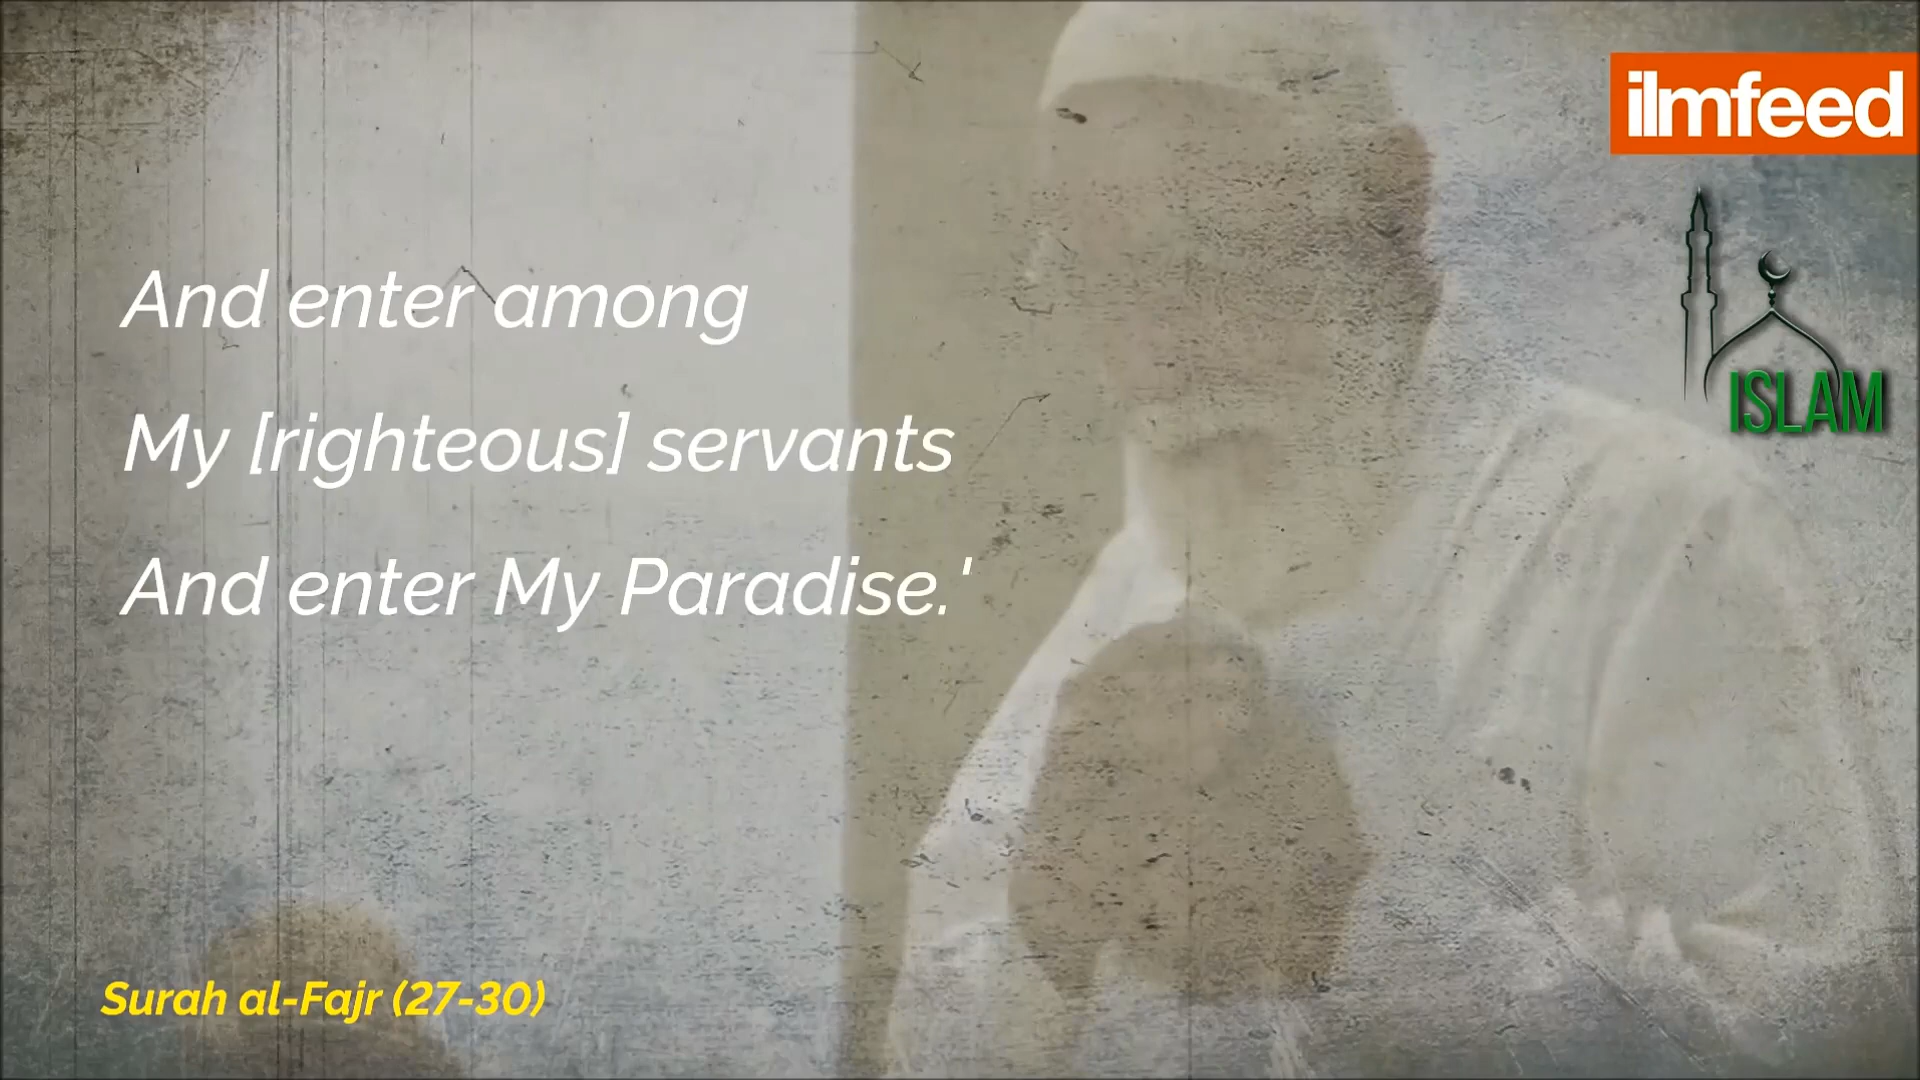 ilmfeed
ISLAM
And enter among
My [righteous] servants
And enter My Paradise.'
Surah al-Fajr (27-30)